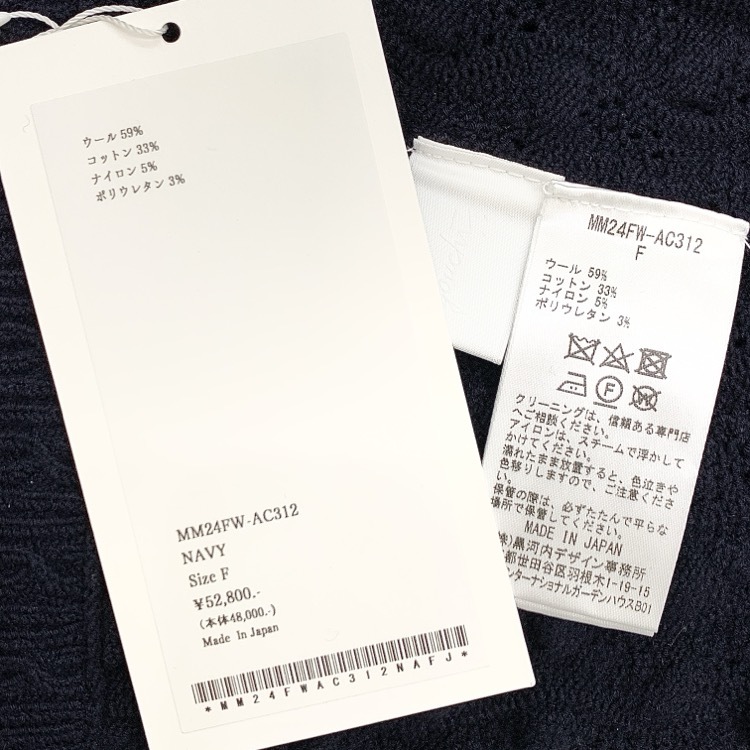 ウール 59%
コットン 33%
ナイロン 5%
ポリウレタン 3%
MM24FW-AC312
NAVY
Size F
¥52,800.-
(本体48,000.-)
Made In Japan
*MM24FWAC312NAFJ*
MM24FW-AC312
F
ウール 59%
コットン 33%
ナイロン 5%
ポリウレタン 3%
F
W
クリーニングは、信頼ある専門店
へご相談ください。
アイロンは、スチームで浮かして
かけてください。
濡れたまま放置すると、色泣きや
色移りしますので、ご注意くださ
い。
保管の際は、必ずたたんで平らな
場所で保管してください。
MADE IN JAPAN
株)黒河内デザイン事務所
都世田谷区羽根木1-19-15
ンターナショナルガーデンハウスB01